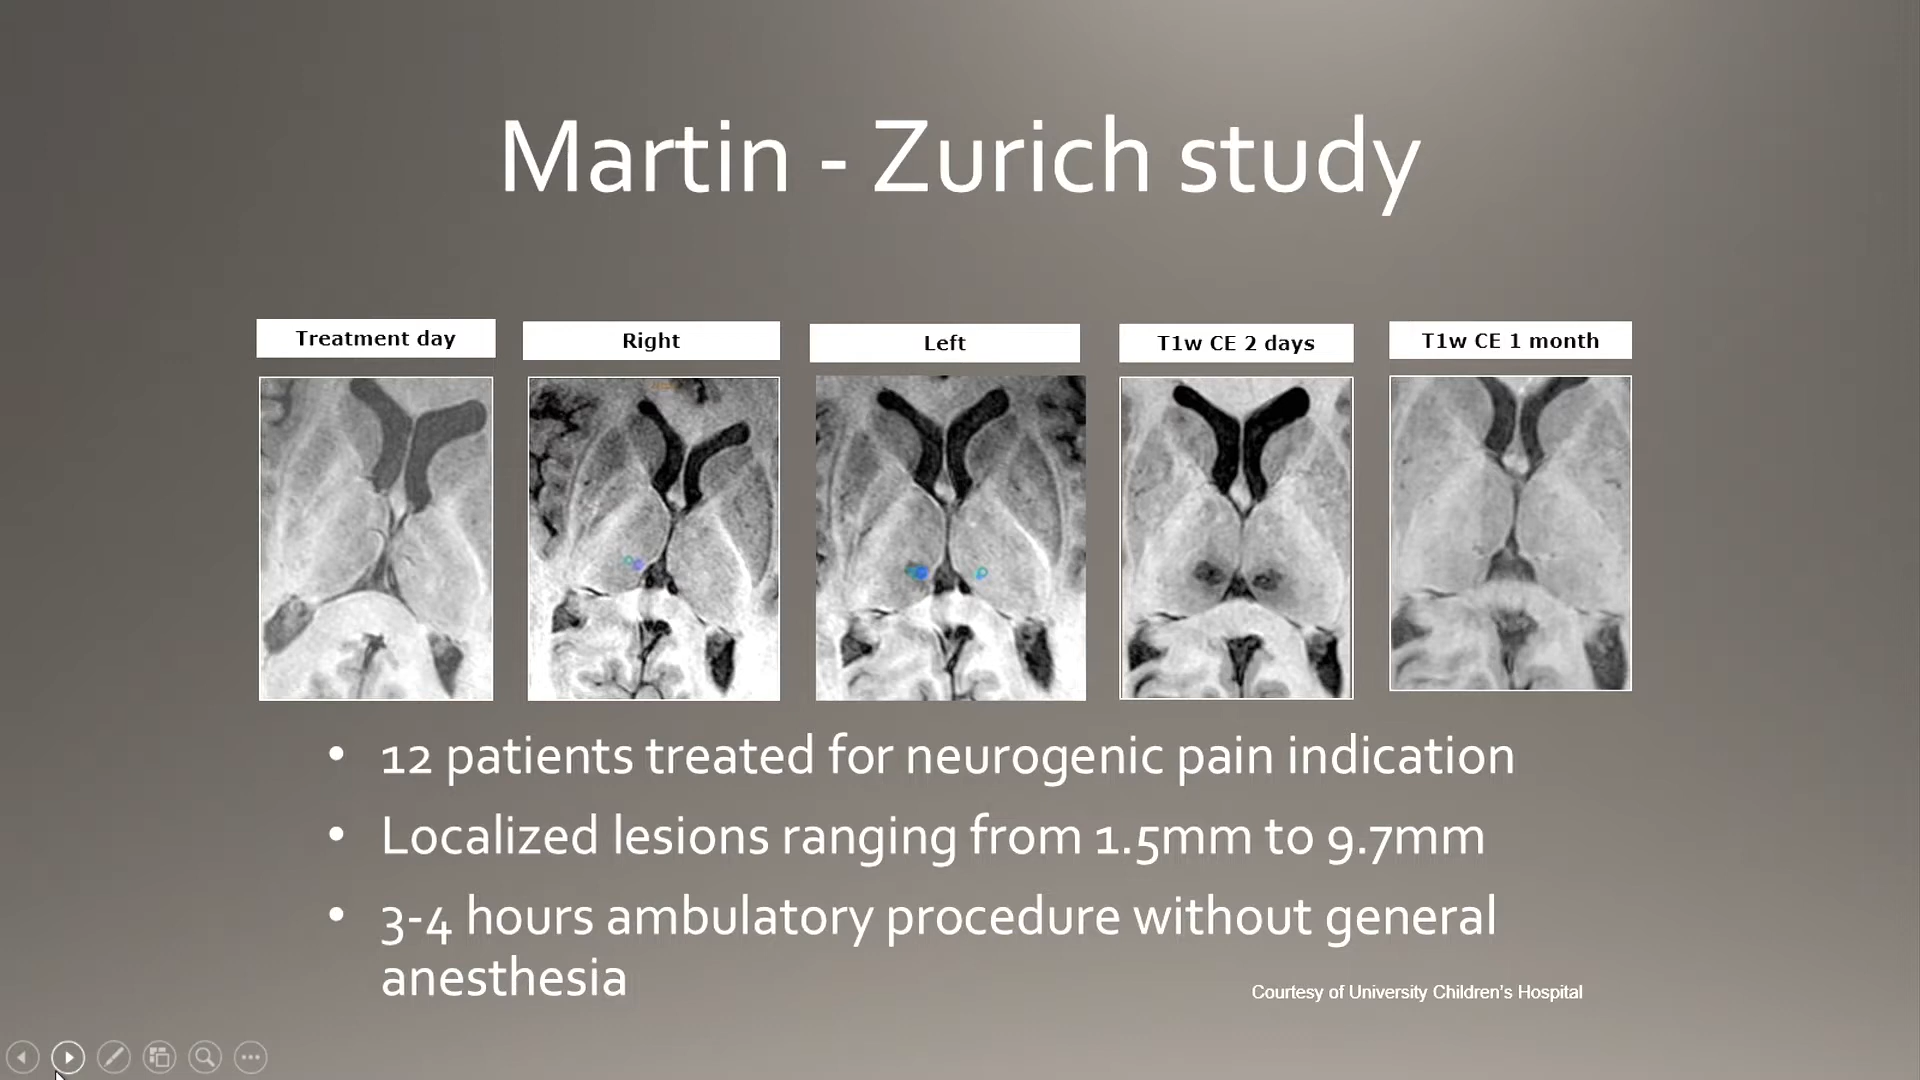 Martin - Zurich study
Treatment day
Right
Left
T1w CE 2 days
T1w CE 1 month
• 12 patients treated for neurogenic pain indication
• Localized lesions ranging from 1.5mm to 9.7mm
• 3-4 hours ambulatory procedure without general
anesthesia
Courtesy of University Children's Hospital